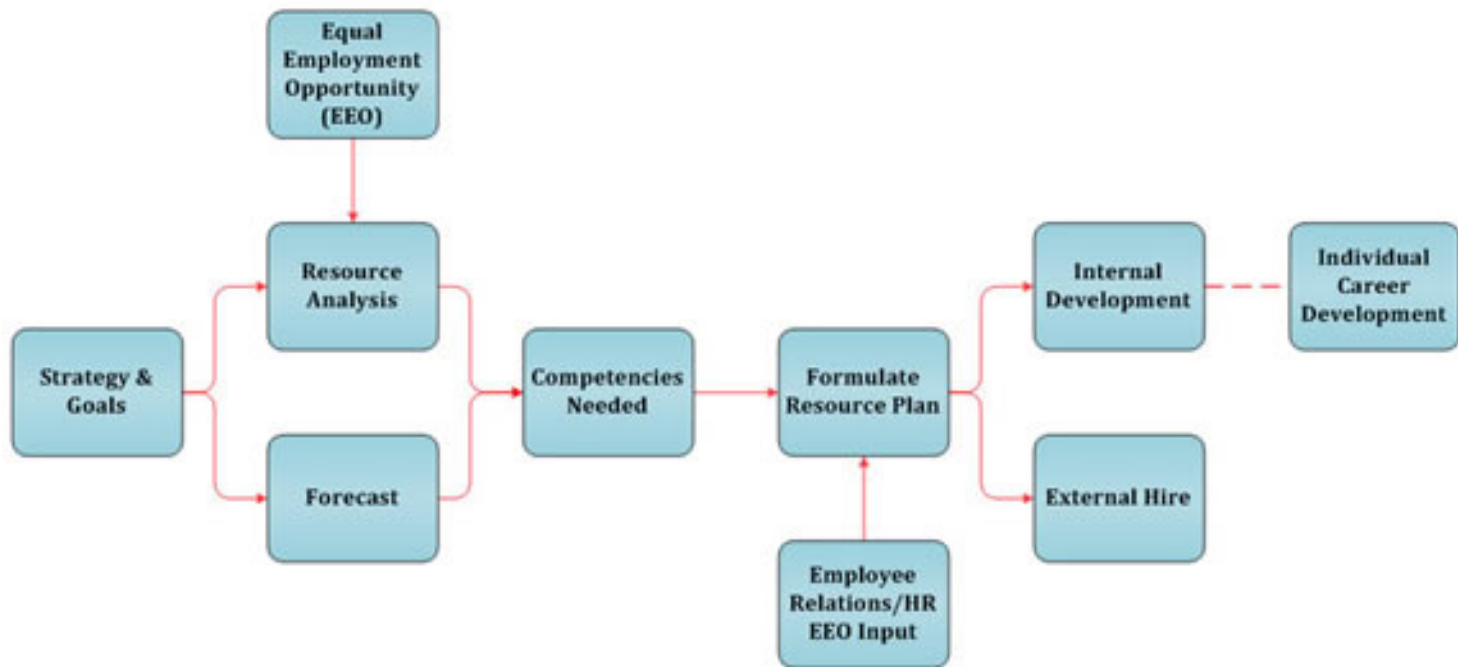 Equal
Employment
Opportunity
(EEO)
Resource
Analysis
Internal
Development
Individual
Career
Development
Strategy &
Goals
Competencies
Needed
Formulate
Resource Plan
Forecast
External Hire
Employee
Relations/HR
EEO Input